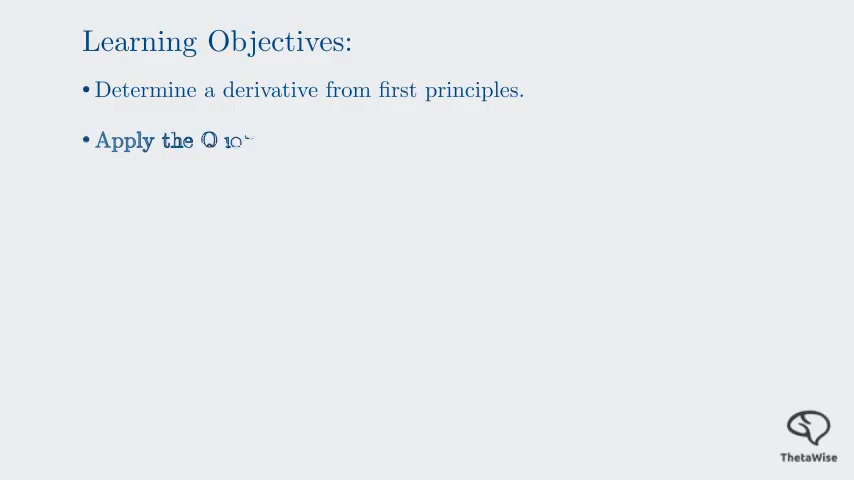 Learning Objectives:
• Determine a derivative from first principles.
• Apply the
ThetaWise